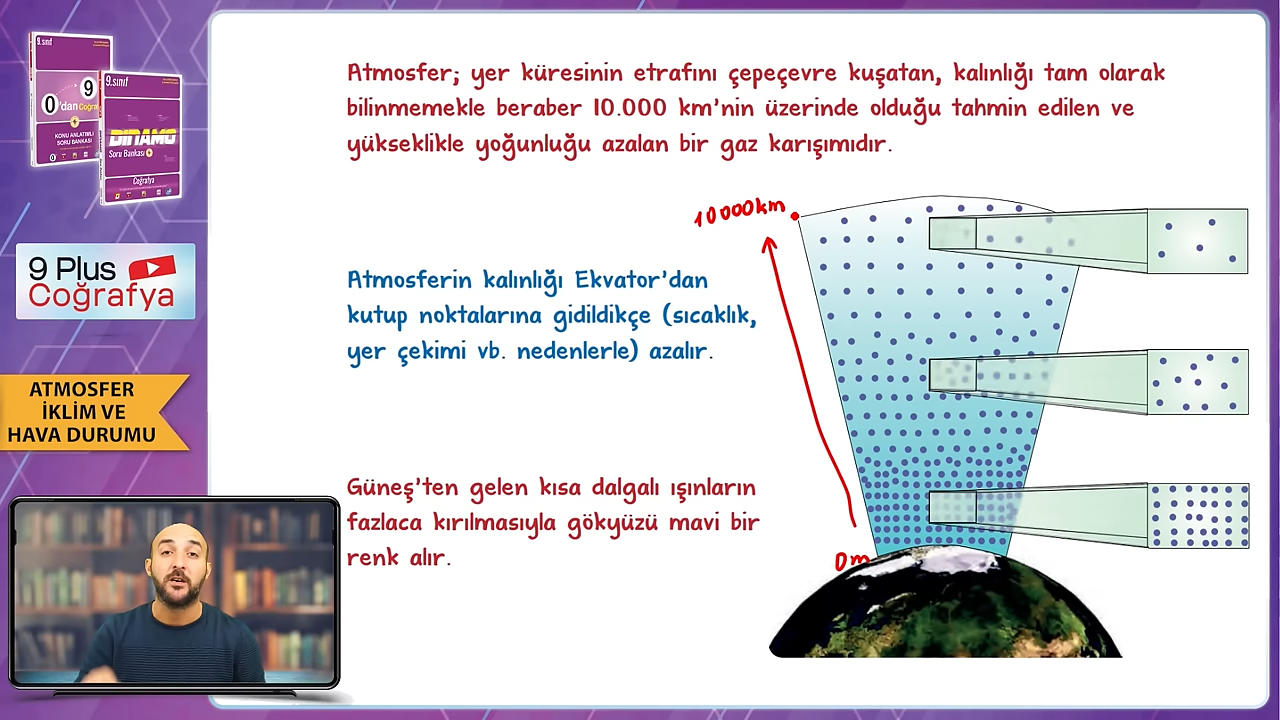 9.sınıf
0'dan 9
KONU ANLATIMLI
SORU BANKASI
9.sınıf
DİNAMO
Soru Bankası
Coğrafya
9 Plus
Coğrafya
ATMOSFER
İKLİM VE
HAVA DURUMU
Atmosfer; yer küresinin etrafını çepeçevre kuşatan, kalınlığı tam olarak
bilinmemekle beraber 10.000 km'nin üzerinde olduğu tahmin edilen ve
yükseklikle yoğunluğu azalan bir gaz karışımıdır.
10000km
Atmosferin kalınlığı Ekvator'dan
kutup noktalarına gidildikçe (sıcaklık,
yer çekimi vb. nedenlerle) azalır.
Güneş'ten gelen kısa dalgalı ışınların
fazlaca kırılmasıyla gökyüzü mavi bir
renk alır.
0m